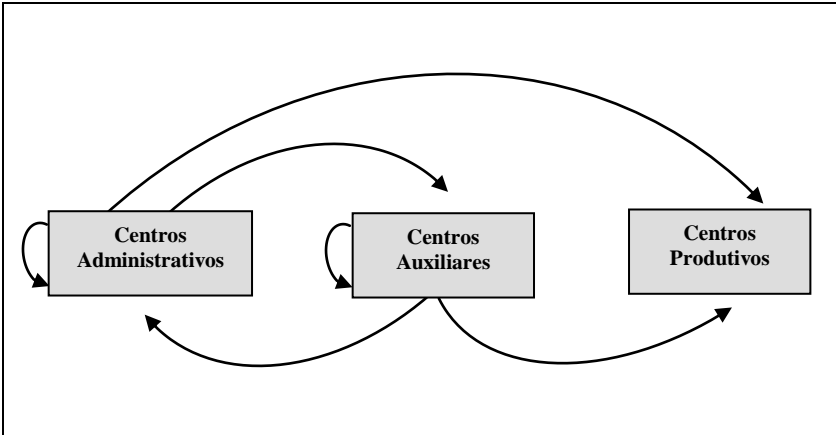 Centros
Administrativos
Centros
Auxiliares
Centros
Produtivos